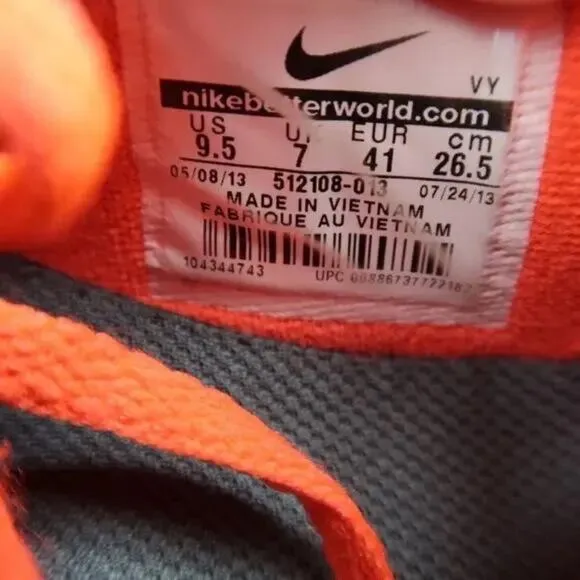 VY
nikebetterworld.com
US UK EUR cm
9.5 7 41 26.5
05/08/13 512108-013 07/24/13
MADE IN VIETNAM
FABRIQUE AU VIETNAM
104344743 UPC